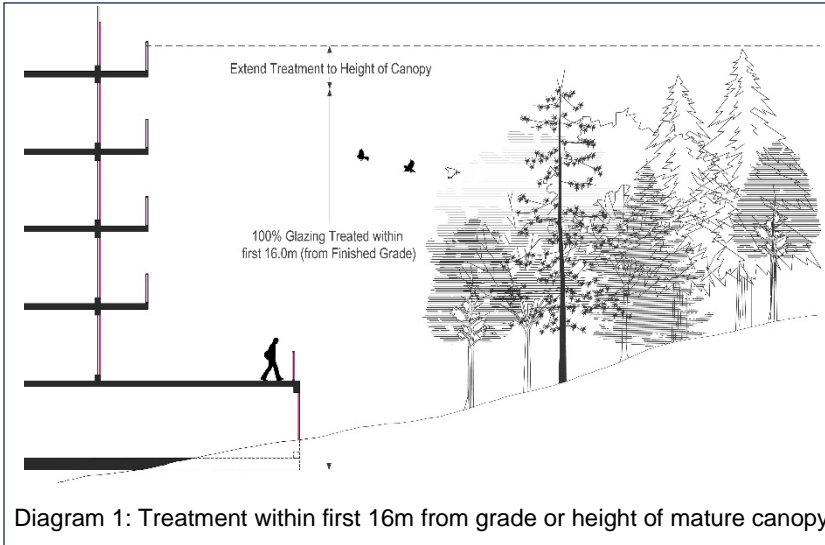 Extend Treatment to Height of Canopy
100% Glazing Treated within
first 16.0m (from Finished Grade)
Diagram 1: Treatment within first 16m from grade or height of mature canopy